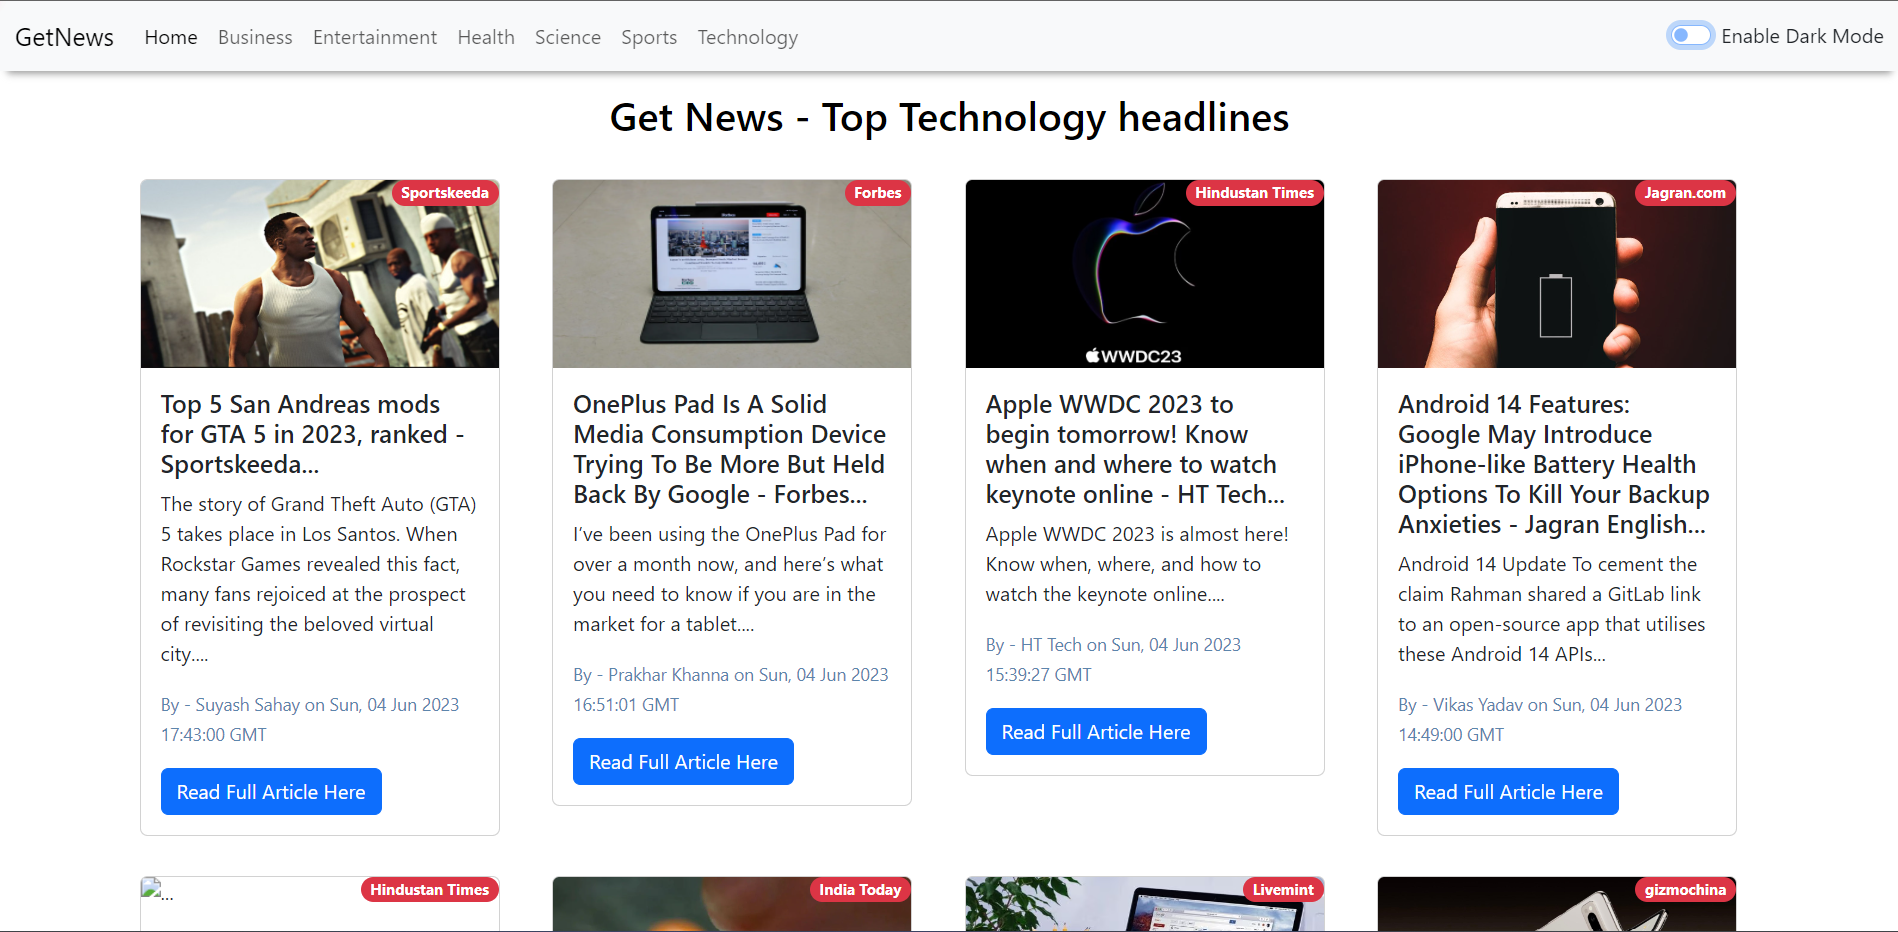 GetNews
Home
Business
Entertainment
Health
Science
Sports
Technology
Enable Dark Mode
Get News - Top Technology headlines
Sportskeeda
Top 5 San Andreas mods
for GTA 5 in 2023, ranked -
Sportskeeda...
The story of Grand Theft Auto (GTA)
5 takes place in Los Santos. When
Rockstar Games revealed this fact,
many fans rejoiced at the prospect
of revisiting the beloved virtual
city....
By - Suyash Sahay on Sun, 04 Jun 2023
17:43:00 GMT
Read Full Article Here
Forbes
OnePlus Pad Is A Solid
Media Consumption Device
Trying To Be More But Held
Back By Google - Forbes...
I’ve been using the OnePlus Pad for
over a month now, and here’s what
you need to know if you are in the
market for a tablet....
By - Prakhar Khanna on Sun, 04 Jun 2023
16:51:01 GMT
Read Full Article Here
Hindustan Times
WWDC23
Apple WWDC 2023 to
begin tomorrow! Know
when and where to watch
keynote online - HT Tech...
Apple WWDC 2023 is almost here!
Know when, where, and how to
watch the keynote online....
By - HT Tech on Sun, 04 Jun 2023
15:39:27 GMT
Read Full Article Here
Jagran.com
Android 14 Features:
Google May Introduce
iPhone-like Battery Health
Options To Kill Your Backup
Anxieties - Jagran English...
Android 14 Update To cement the
claim Rahman shared a GitLab link
to an open-source app that utilises
these Android 14 APIs...
By - Vikas Yadav on Sun, 04 Jun 2023
14:49:00 GMT
Read Full Article Here
...
Hindustan Times
India Today
Livemint
gizmochina